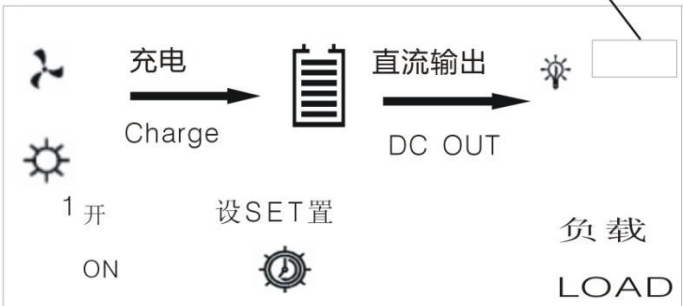 充电
Charge
直流输出
DC OUT
1 开
ON
设SET置
负载
LOAD